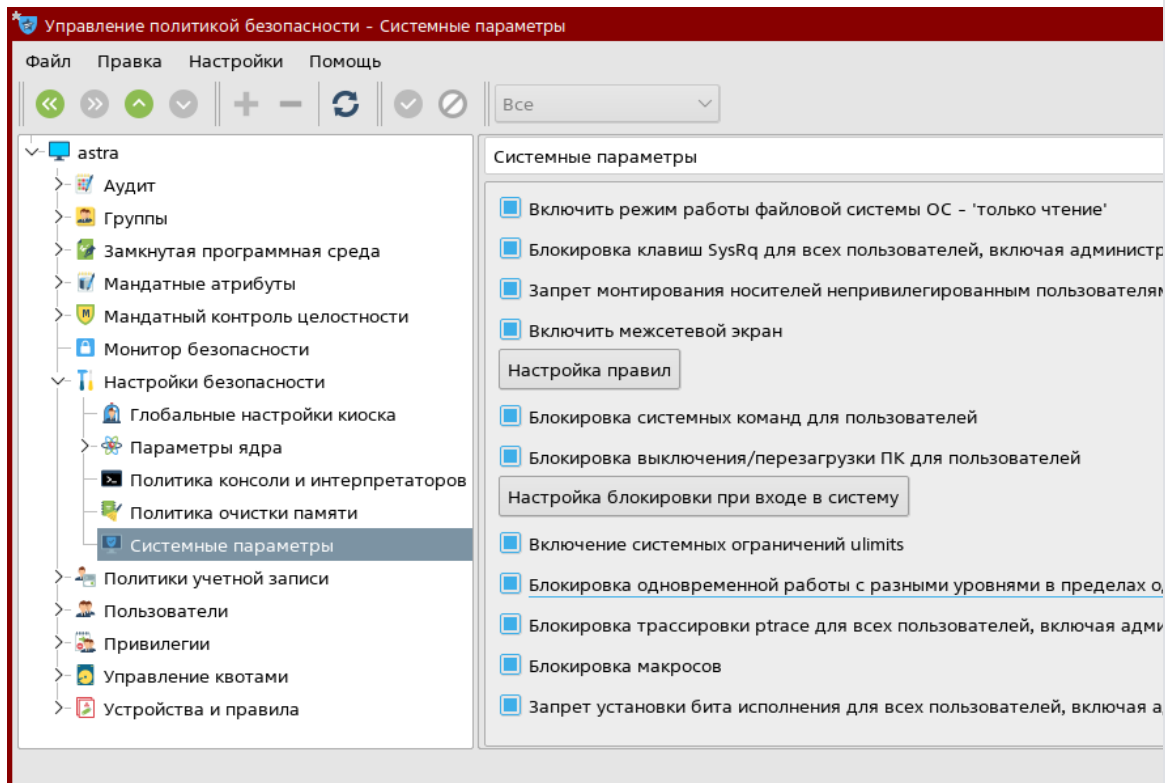 Управление политикой безопасности - Системные параметры
Файл Правка Настройки Помощь
Все
astra
Аудит
Группы
Замкнутая программная среда
Мандатные атрибуты
Мандатный контроль целостности
Монитор безопасности
Настройки безопасности
Глобальные настройки киоска
Параметры ядра
Политика консоли и интерпретаторов
Политика очистки памяти
Системные параметры
Политики учетной записи
Пользователи
Привилегии
Управление квотами
Устройства и правила
Системные параметры
Включить режим работы файловой системы ОС - 'только чтение'
Блокировка клавиш SysRq для всех пользователей, включая администр
Запрет монтирования носителей непривилегированным пользователям
Включить межсетевой экран
Настройка правил
Блокировка системных команд для пользователей
Блокировка выключения/перезагрузки ПК для пользователей
Настройка блокировки при входе в систему
Включение системных ограничений ulimits
Блокировка одновременной работы с разными уровнями в пределах о
Блокировка трассировки ptrace для всех пользователей, включая адми
Блокировка макросов
Запрет установки бита исполнения для всех пользователей, включая а